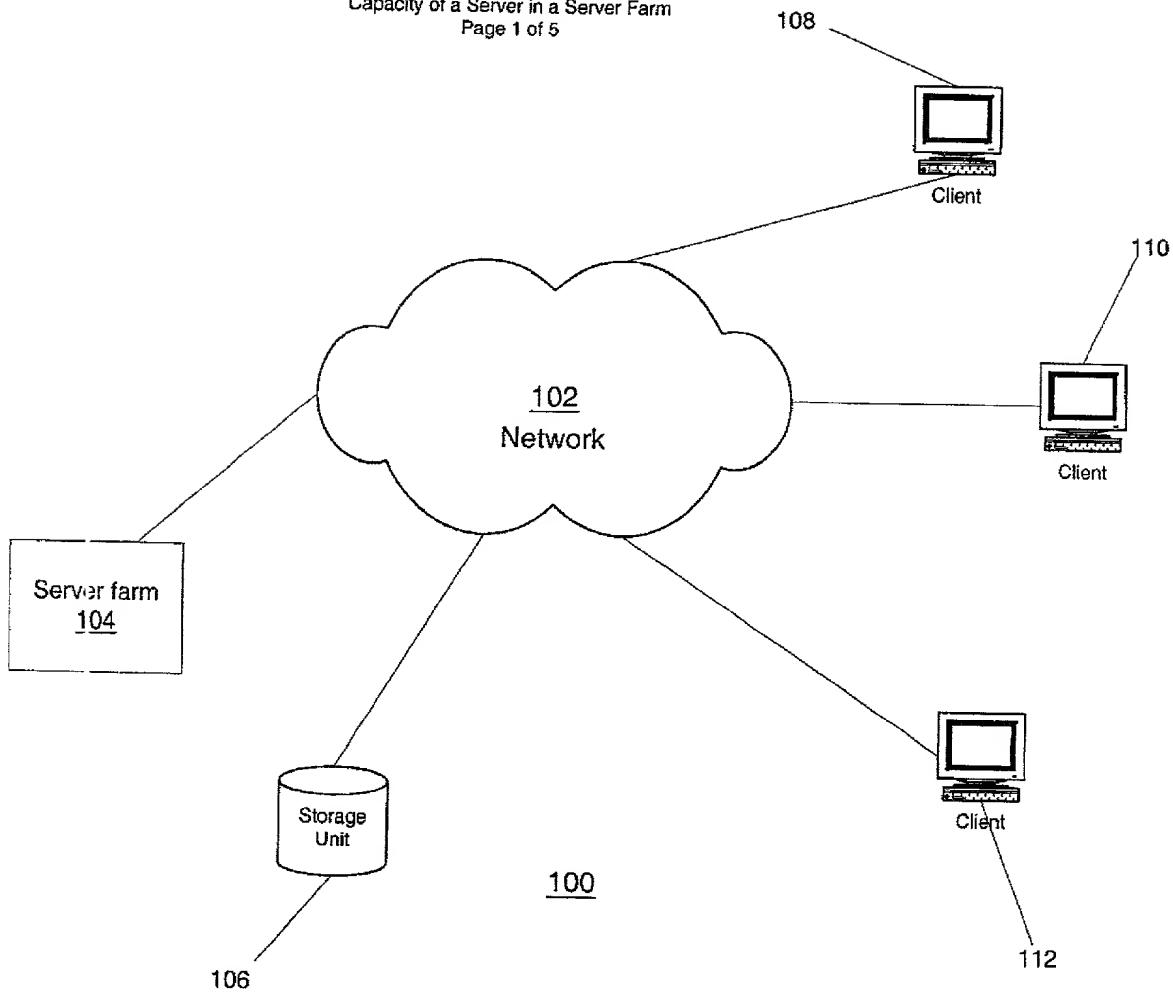 Capacity of a Server in a Server Farm
Page 1 of 5
108
Client
110
Client
102
Network
Server farm
104
Storage
Unit
106
100
Client
112